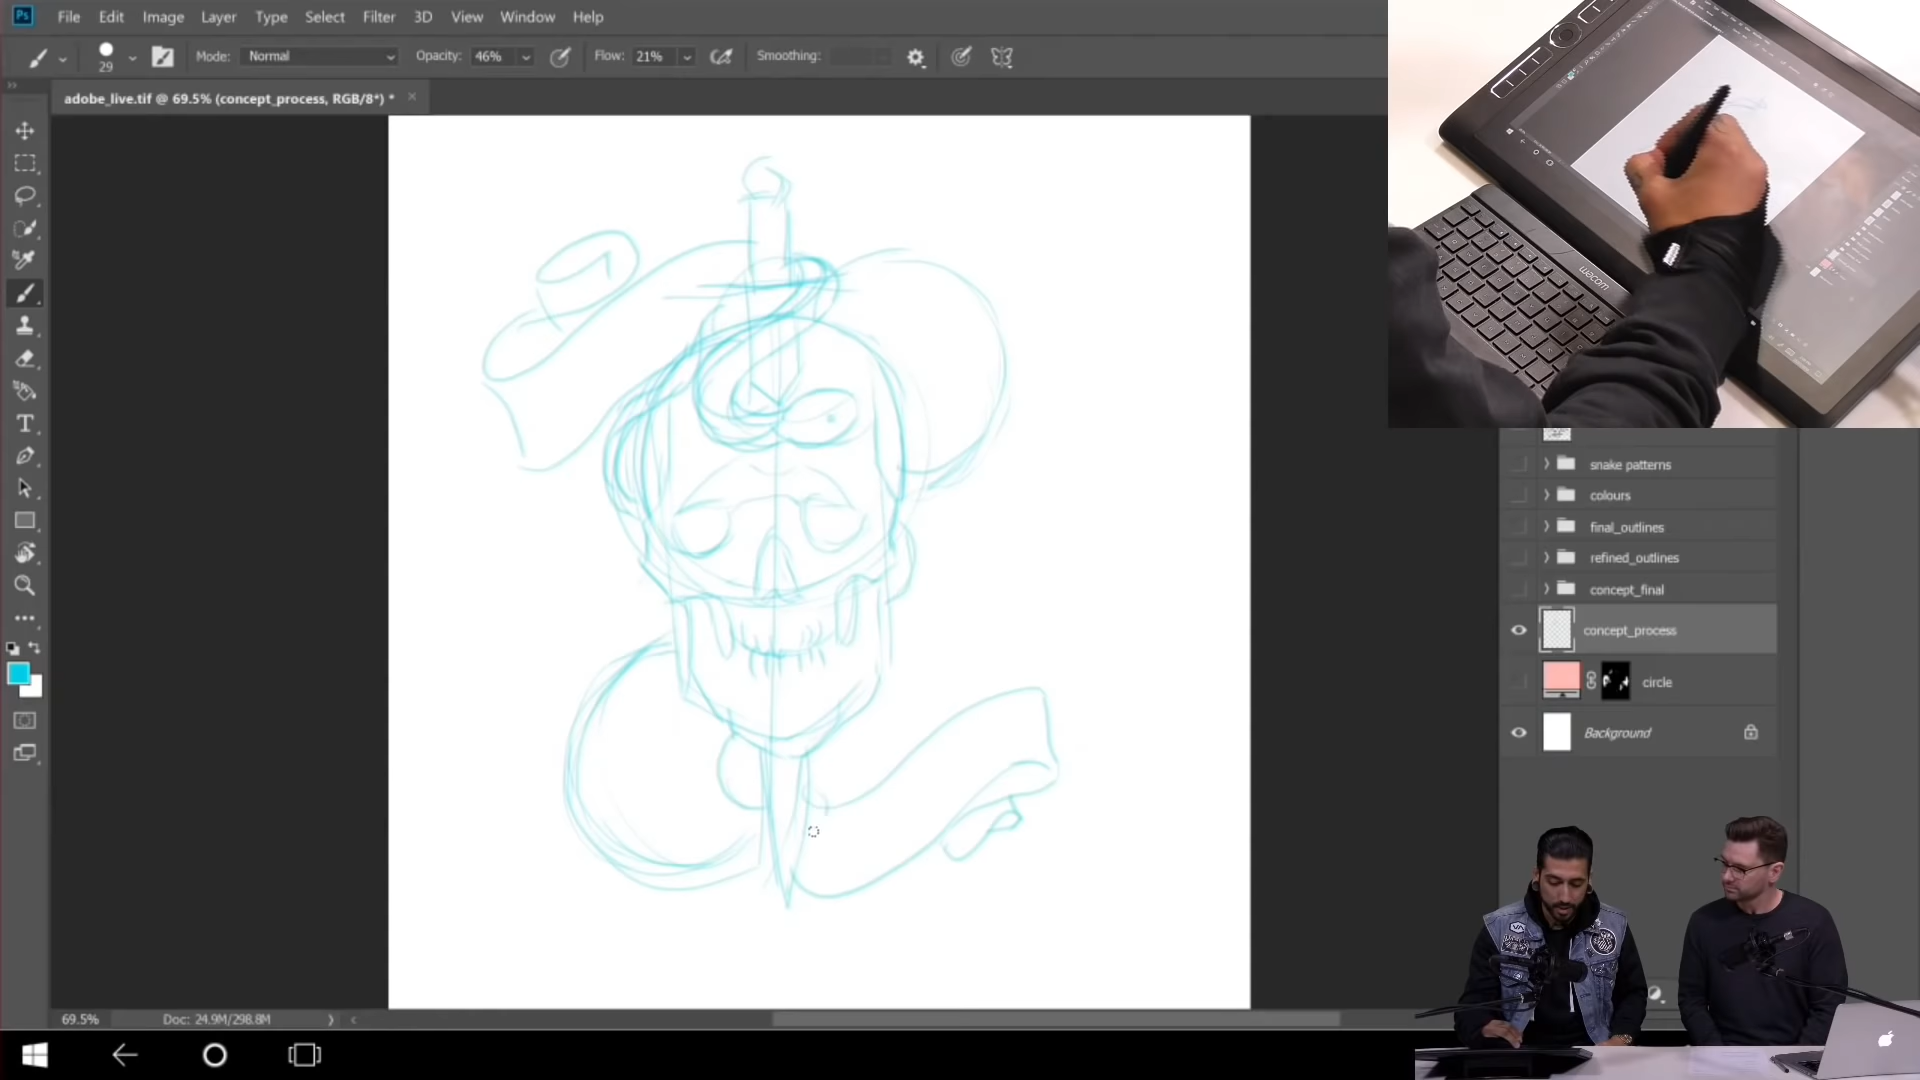 Ps File Edit Image Layer Type Select Filter 3D View Window Help
29 Mode: Normal Opacity: 46% Flow: 21% Smoothing:
adobe_live.tif @ 69.5% (concept_process, RGB/8*) * ×
wacom
snake patterns
colours
final_outlines
refined_outlines
concept_final
concept_process
circle
Background
69.5% Doc: 24.9M/298.8M